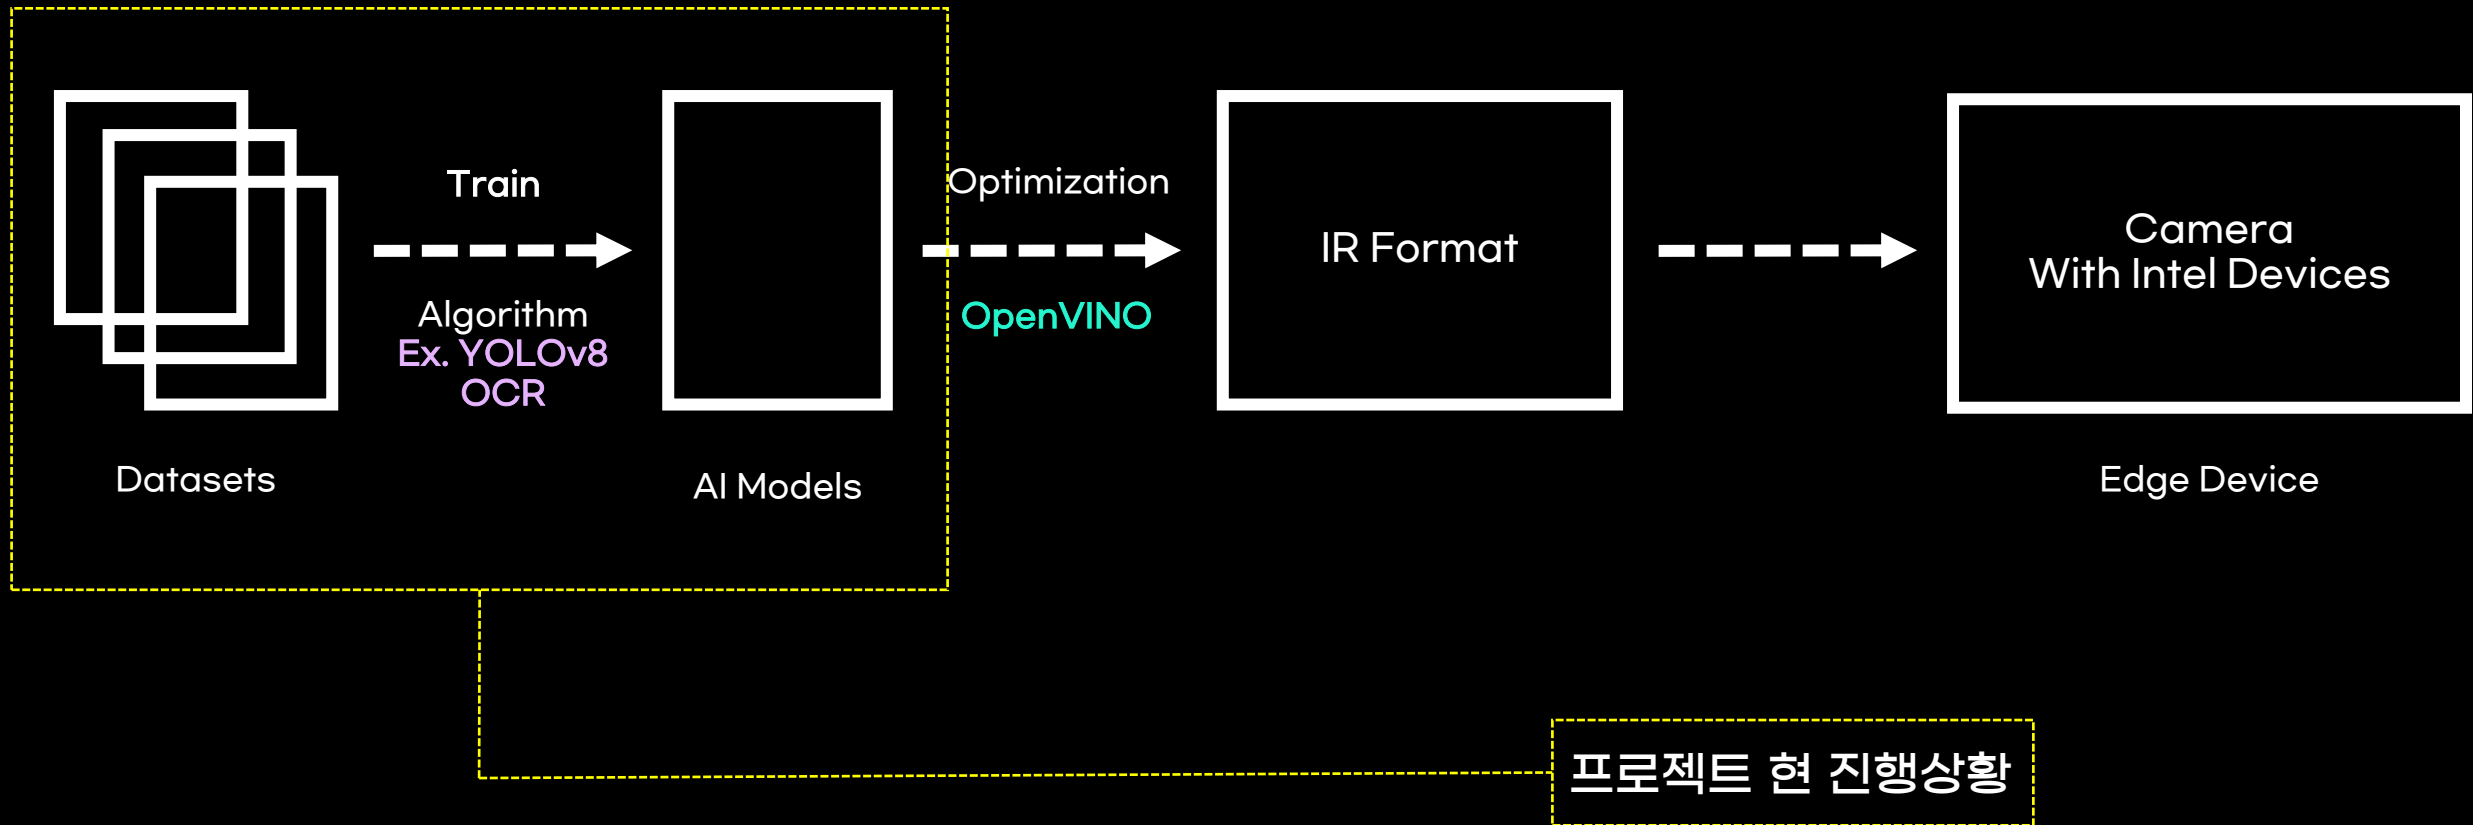 Train
Algorithm
Ex. YOLOv8
OCR
Datasets
AI Models
Optimization
OpenVINO
IR Format
Camera
With Intel Devices
Edge Device
프로젝트 현 진행상황